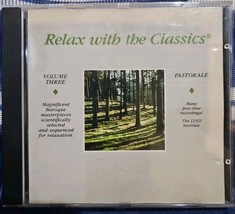 Relax with the Classics®
VOLUME
THREE
Magnificent
Baroque
masterpieces
scientifically
selected
and sequenced
for relaxation
PASTORALE
Many
first-time
recordings!
The LIND
Institute